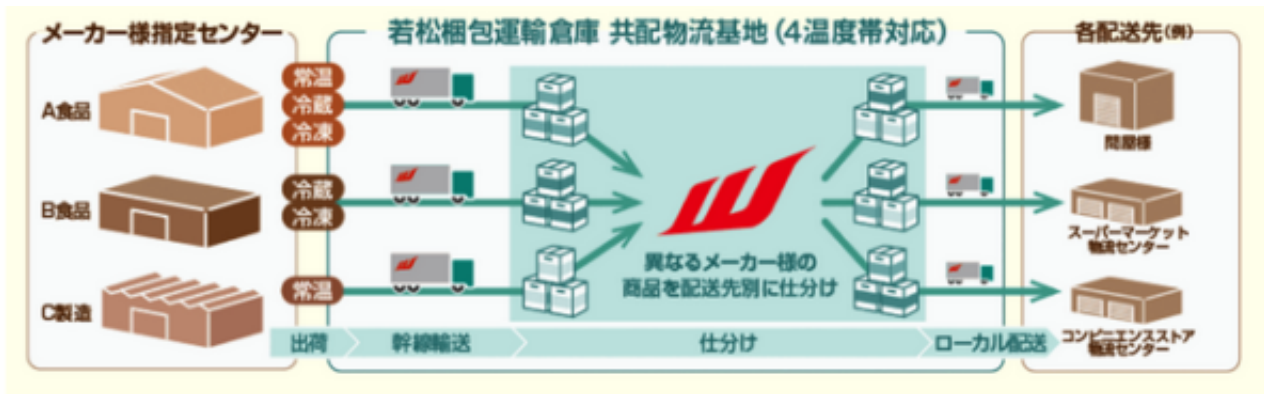 メーカー様指定センター
A食品
B食品
C製造
常温
冷蔵
冷凍
冷蔵
冷凍
常温
若松梱包運輸倉庫 共配物流基地(4温度帯対応)
異なるメーカー様の
商品を配送先別に仕分け
各配送先(例)
問屋様
スーパーマーケット
物流センター
コンビニエンスストア
物流センター
出荷
幹線輸送
仕分け
ローカル配送